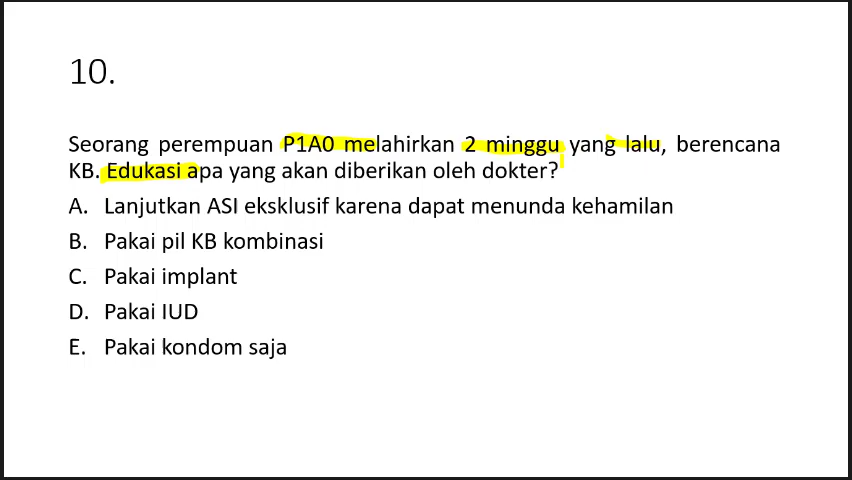 10.
Seorang perempuan P1A0 melahirkan 2 minggu yang lalu, berencana
KB. Edukasi apa yang akan diberikan oleh dokter?
A. Lanjutkan ASI eksklusif karena dapat menunda kehamilan
B. Pakai pil KB kombinasi
C. Pakai implant
D. Pakai IUD
E. Pakai kondom saja